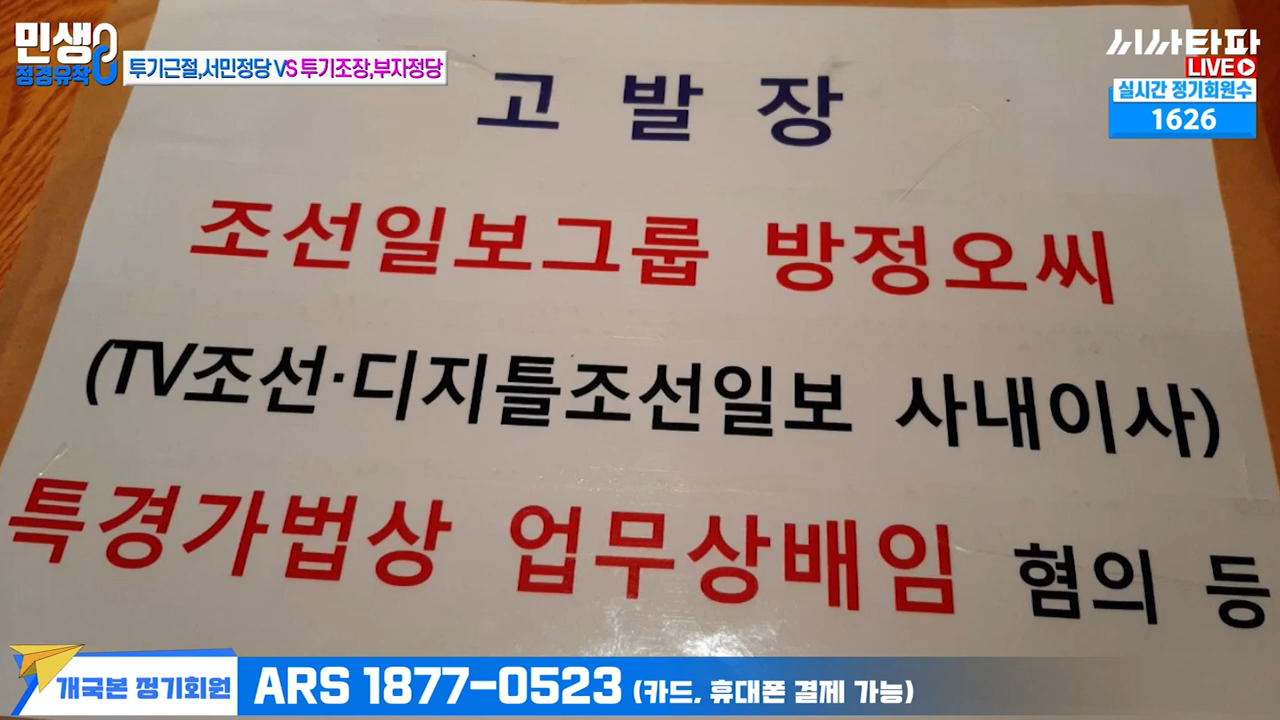 민생
정경유착
투기근절,서민정당 VS 투기조장,부자정당
시사타파
LIVE
실시간 정기회원수
1626
고 발 장
조선일보그룹 방정오씨
(TV조선·디지틀조선일보 사내이사)
특경가법상 업무상배임 혐의 등
개국본 정기회원
ARS 1877-0523 (카드, 휴대폰 결제 가능)